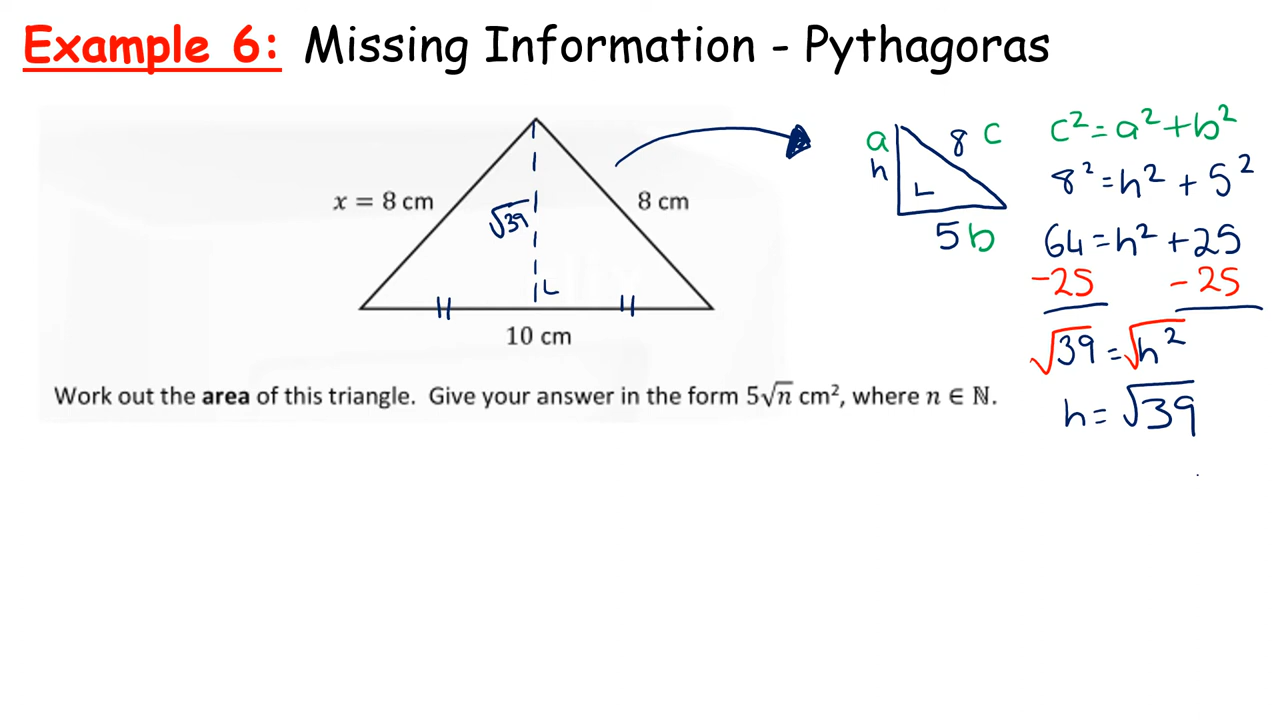 Example 6: Missing Information - Pythagoras
x = 8 cm
√39
8 cm
10 cm
Work out the area of this triangle. Give your answer in the form 5√n cm², where n ∈ ℕ.
a
h
8 c
5 b
c² = a² + b²
8² = h² + 5²
64 = h² + 25
-25 -25
√39 = √h²
h = √39